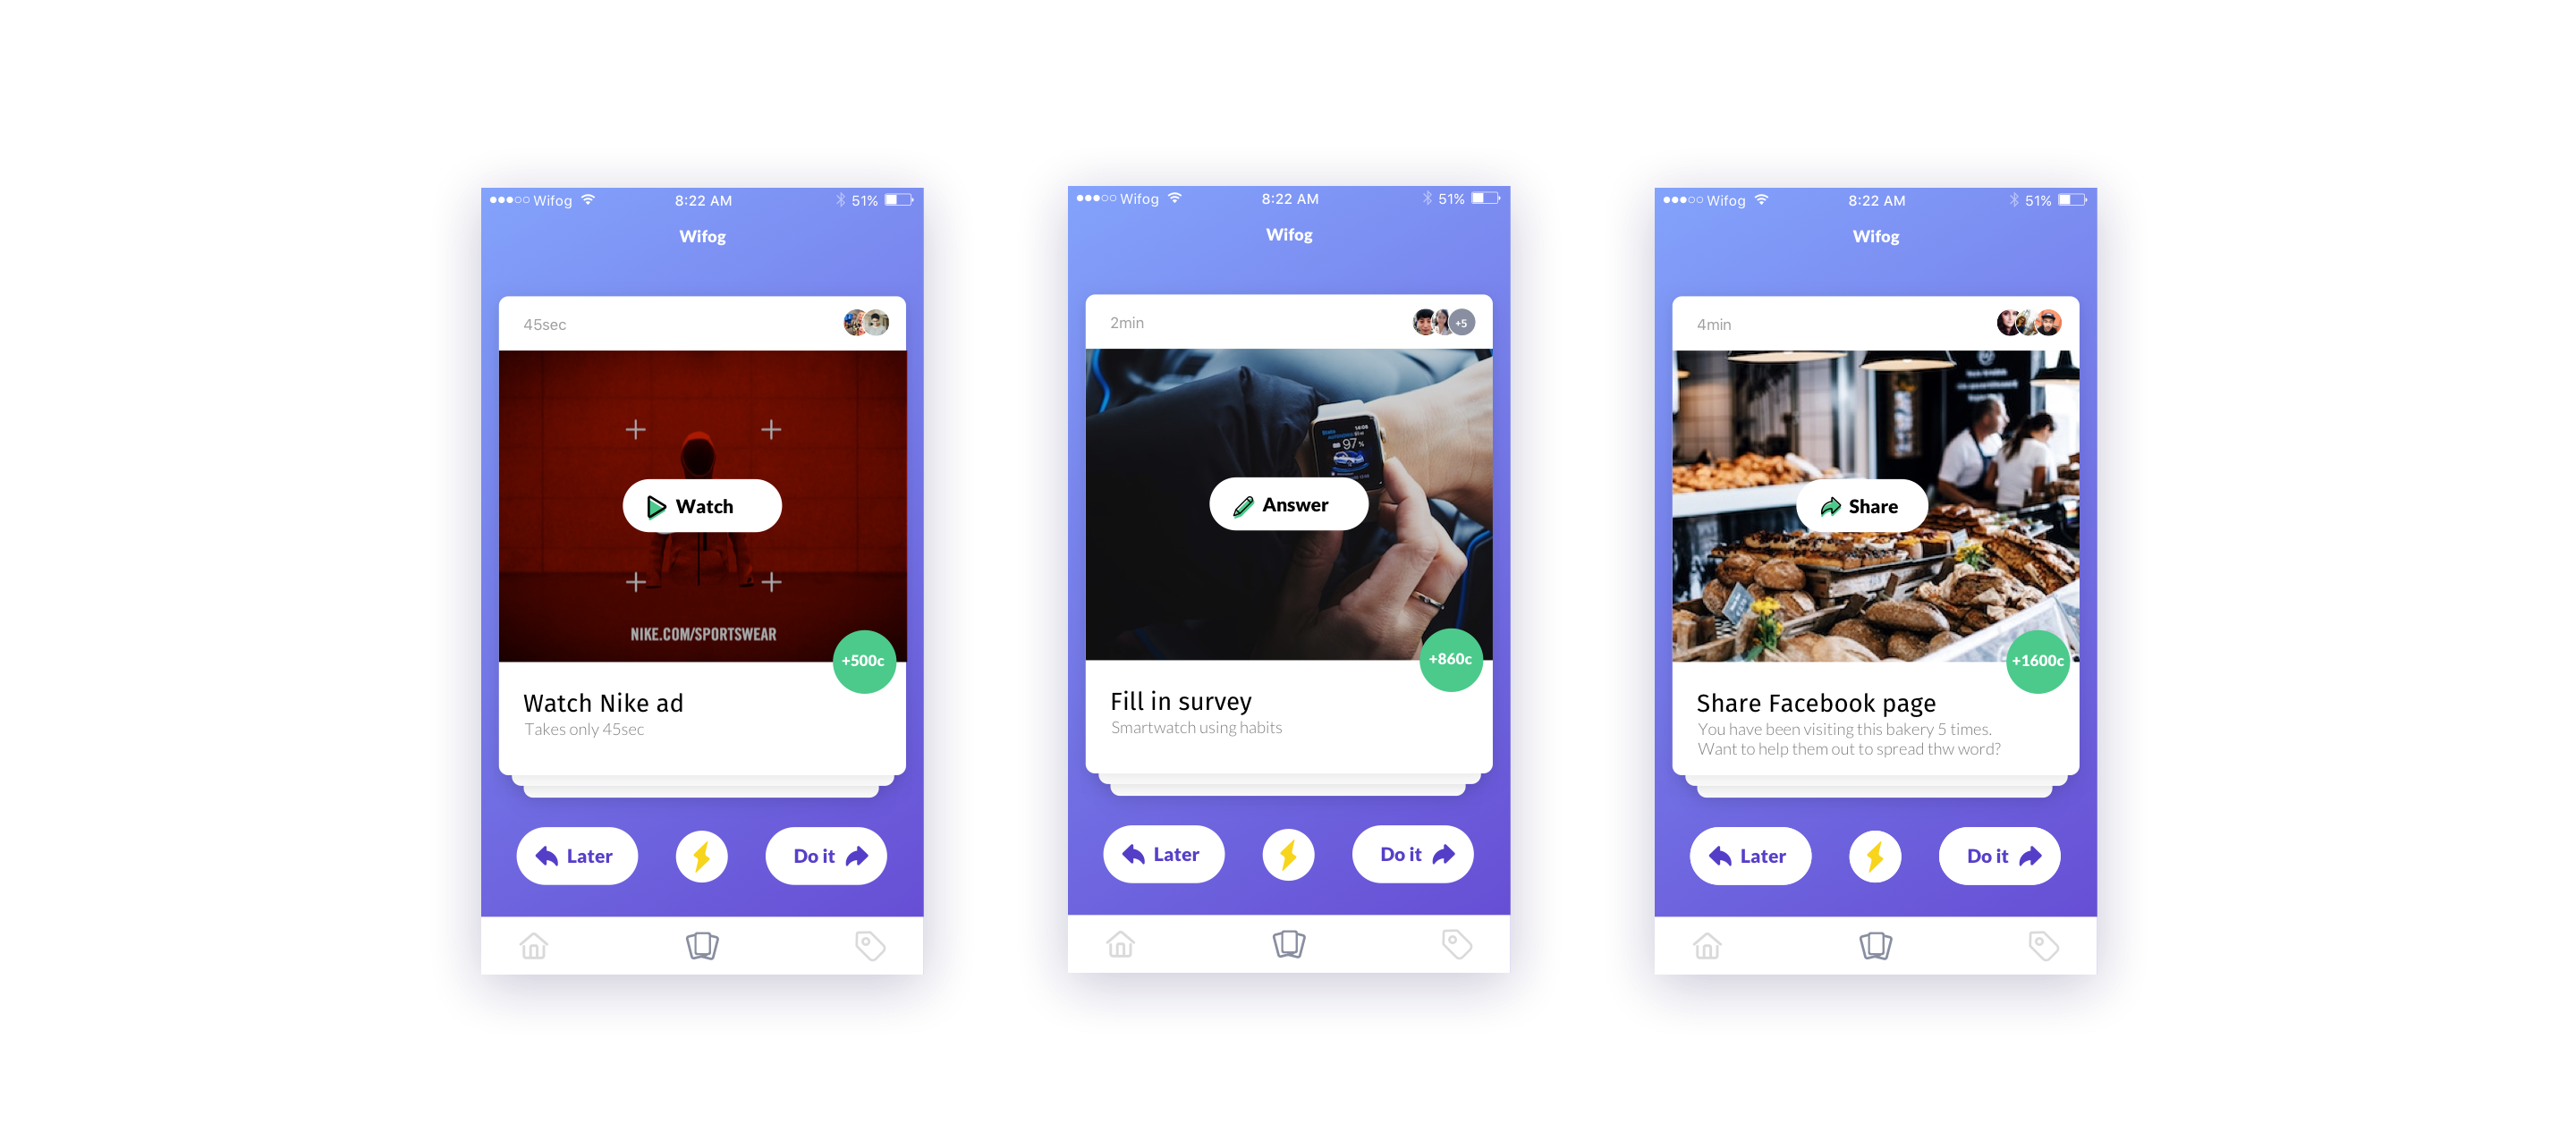 Wifog 8:22 AM 51%
Wifog
45sec
Watch
NIKE.COM/SPORTSWEAR
+500c
Watch Nike ad
Takes only 45sec
Later
Do it
Wifog 8:22 AM 51%
Wifog
2min
+5
97 %
Answer
+860c
Fill in survey
Smartwatch using habits
Later
Do it
Wifog 8:22 AM 51%
Wifog
4min
Share
+1600c
Share Facebook page
You have been visiting this bakery 5 times.
Want to help them out to spread thw word?
Later
Do it